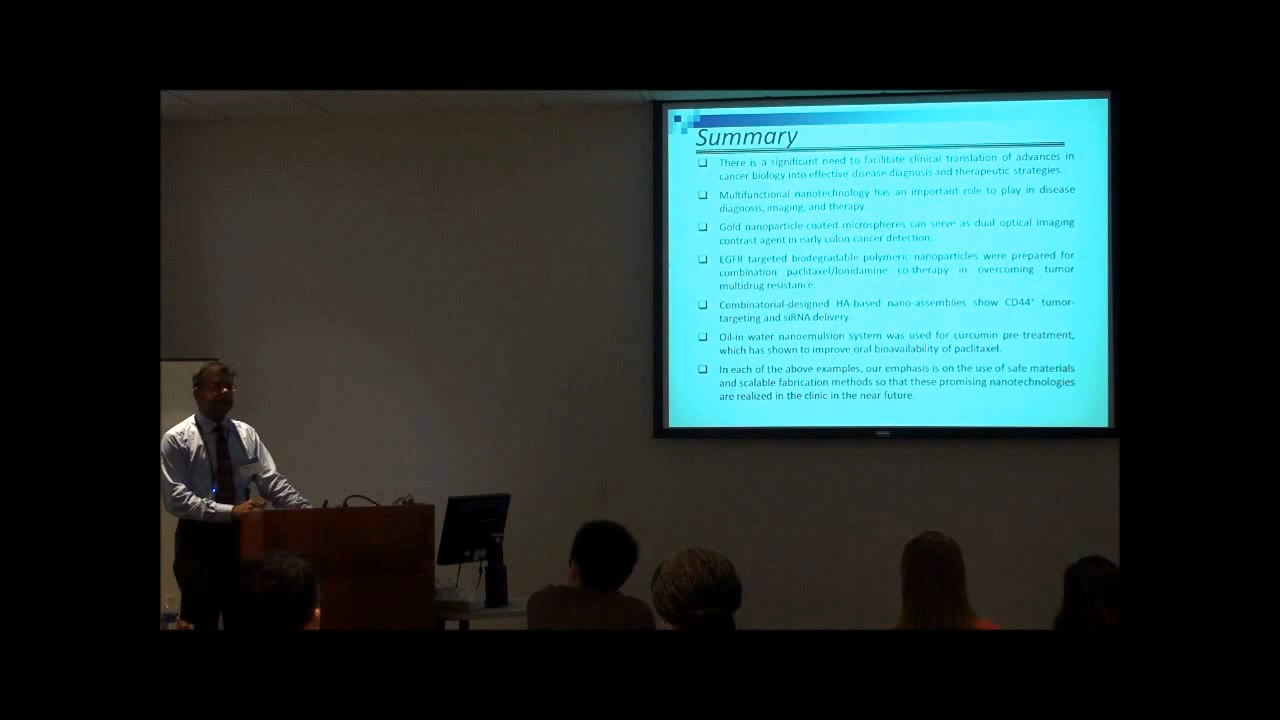 Summary
There is a significant need to facilitate clinical translation of advances in
cancer biology into effective disease diagnosis and therapeutic strategies.
Multifunctional nanotechnology has an important role to play in disease
diagnosis, imaging, and therapy.
Gold nanoparticle-coated microspheres can serve as dual optical imaging
contrast agent in early colon cancer detection.
EGFR targeted biodegradable polymeric nanoparticles were prepared for
combination paclitaxel/lonidamine co-therapy in overcoming tumor
multidrug resistance.
Combinatorial-designed HA-based nano-assemblies show CD44⁺ tumor-
targeting and siRNA delivery.
Oil-in-water nanoemulsion system was used for curcumin pre-treatment,
which has shown to improve oral bioavailability of paclitaxel.
In each of the above examples, our emphasis is on the use of safe materials
and scalable fabrication methods so that these promising nanotechnologies
are realized in the clinic in the near future.